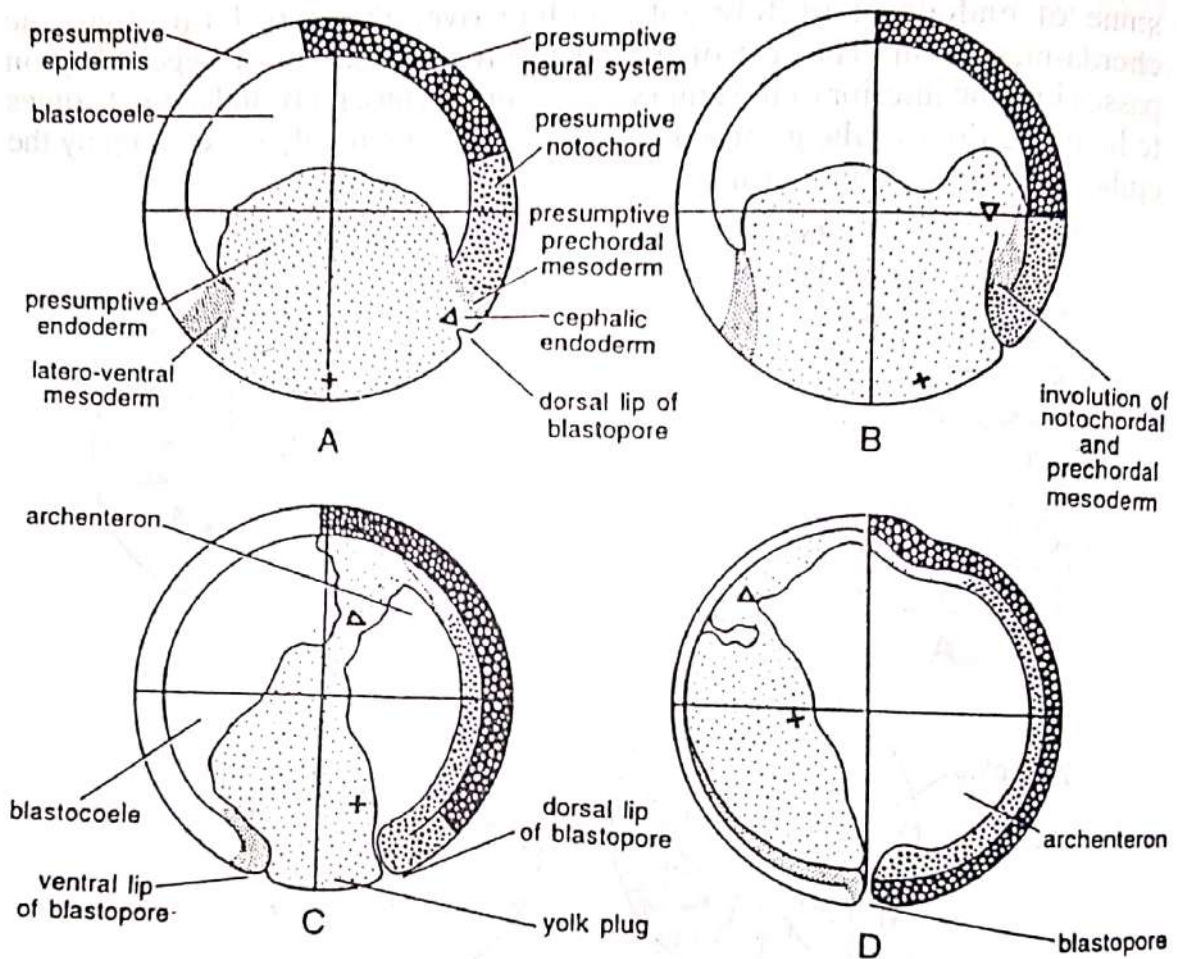 presumptive
epidermis
blastocoele
presumptive
neural system
presumptive
notochord
presumptive
prechordal
mesoderm
presumptive
endoderm
latero-ventral
mesoderm
cephalic
endoderm
dorsal lip of
blastopore
A
B
involution of
notochordal
and
prechordal
mesoderm
archenteron
blastocoele
ventral lip
of blastopore
dorsal lip
of blastopore
yolk plug
C
archenteron
blastopore
D